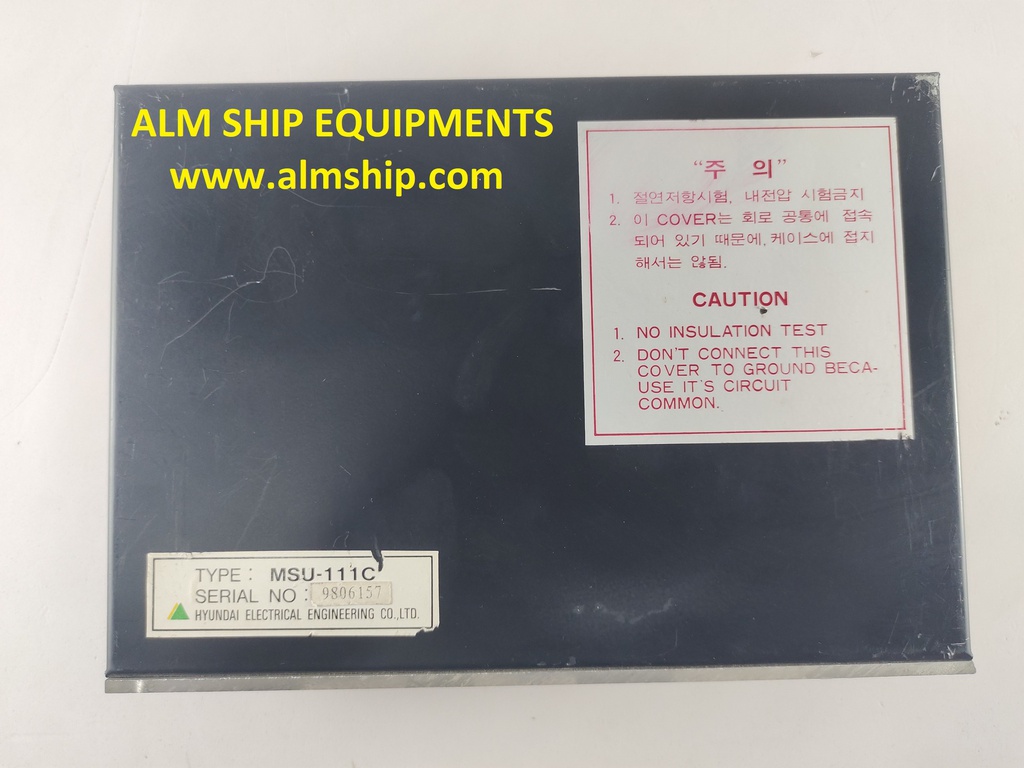 ALM SHIP EQUIPMENTS
www.almship.com
“주 의”
1. 절연저항시험, 내전압 시험금지
2. 이 COVER는 회로 공통에 접속
되어 있기 때문에, 케이스에 접지
해서는 않됨.
CAUTION
1. NO INSULATION TEST
2. DON'T CONNECT THIS
COVER TO GROUND BECA-
USE IT'S CIRCUIT
COMMON.
TYPE : MSU-111C
SERIAL NO : 9806157
HYUNDAI ELECTRICAL ENGINEERING CO.,LTD.